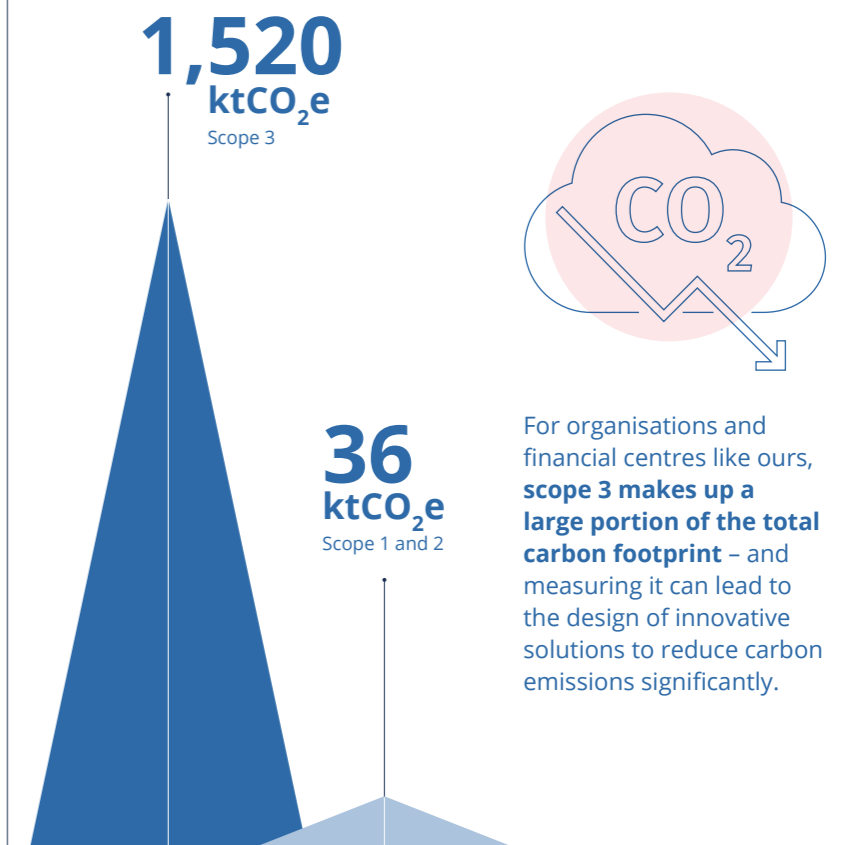 1,520
ktCO₂e
Scope 3
CO₂
36
ktCO₂e
Scope 1 and 2
For organisations and
financial centres like ours,
scope 3 makes up a
large portion of the total
carbon footprint – and
measuring it can lead to
the design of innovative
solutions to reduce carbon
emissions significantly.